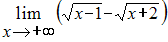 lim x→+∞ (√x-1 - √x+2)